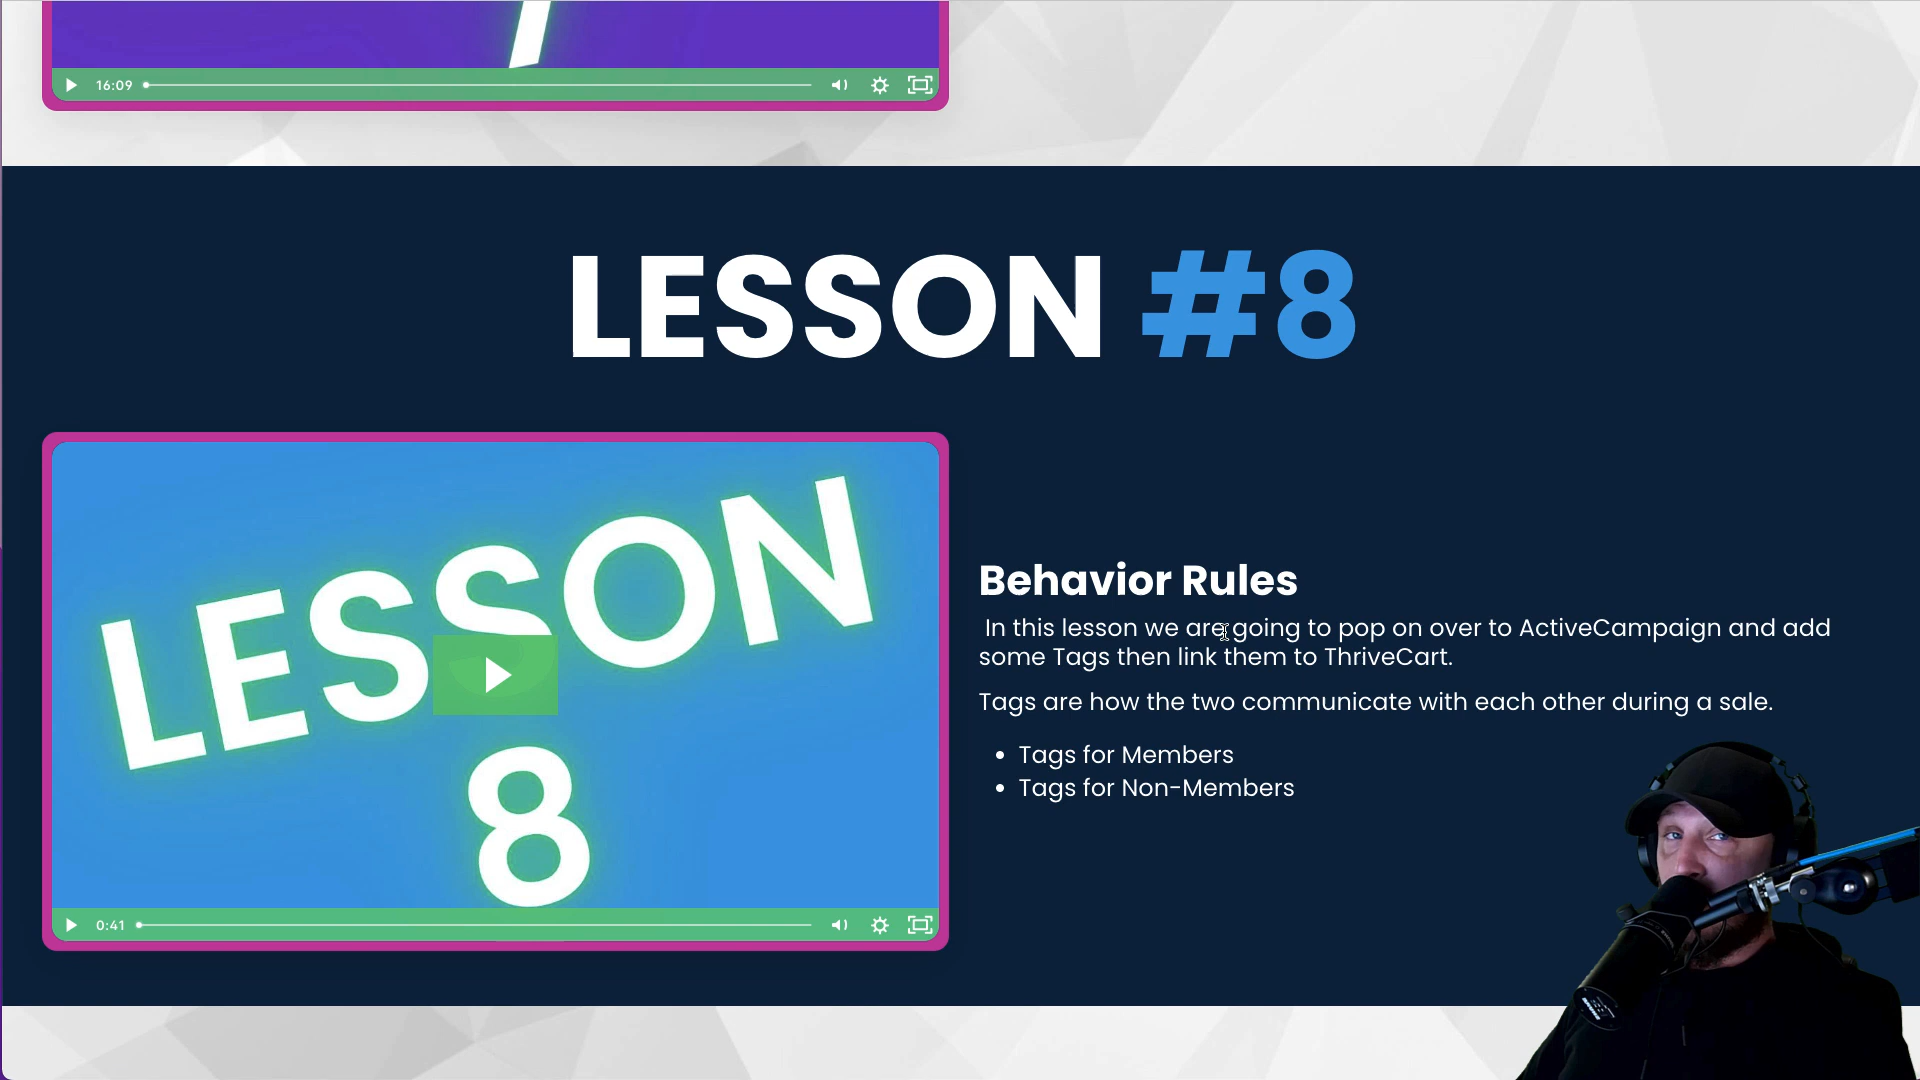 16:09
LESSON #8
LESSON
8
0:41
Behavior Rules
In this lesson we are going to pop on over to ActiveCampaign and add
some Tags then link them to ThriveCart.
Tags are how the two communicate with each other during a sale.
• Tags for Members
• Tags for Non-Members